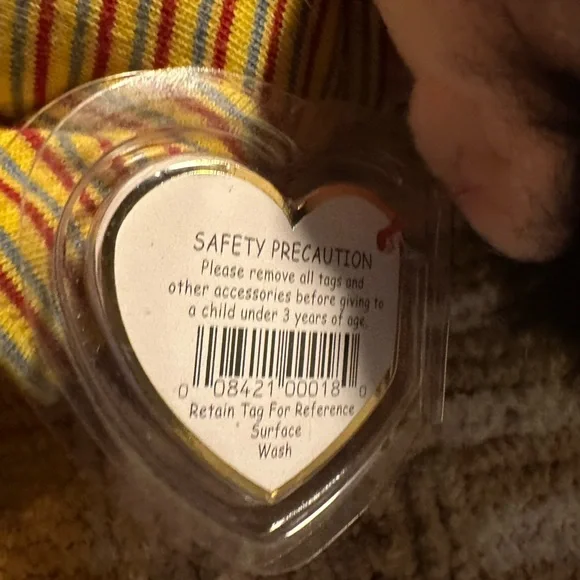 SAFETY PRECAUTION
Please remove all tags and
other accessories before giving to
a child under 3 years of age.
0 08421 00018 0
Retain Tag For Reference
Surface
Wash